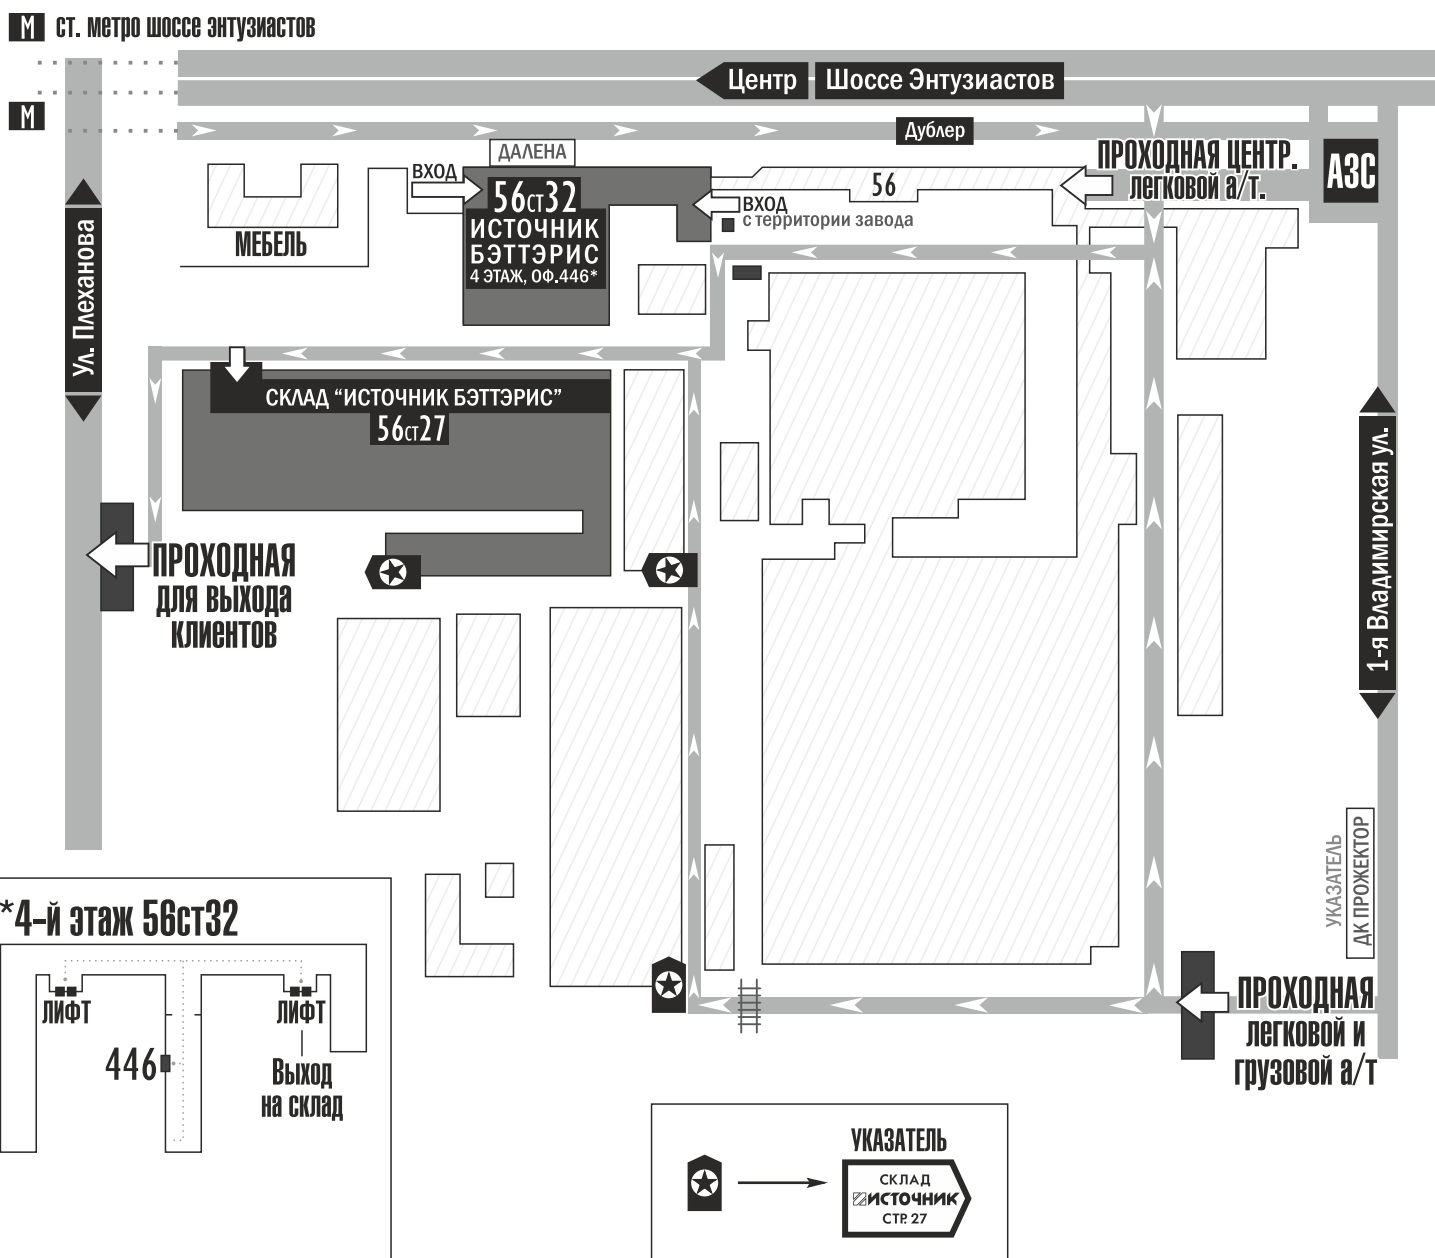 М ст. метро шоссе энтузиастов
Центр
Шоссе Энтузиастов
М
Дублер
ДАЛЕНА
ПРОХОДНАЯ ЦЕНТР.
легковой а/т.
АЗС
ВХОД
56ст32
ИСТОЧНИК
БЭТТЭРИС
4 ЭТАЖ, ОФ.446*
56
ВХОД
с территории завода
МЕБЕЛЬ
Ул. Плеханова
СКЛАД “ИСТОЧНИК БЭТТЭРИС”
56ст27
1-я Владимирская ул.
ПРОХОДНАЯ
для выхода
клиентов
УКАЗАТЕЛЬ
ДК ПРОЖЕКТОР
*4-й этаж 56ст32
ЛИФТ
ЛИФТ
446
Выход
на склад
ПРОХОДНАЯ
легковой и
грузовой а/т
УКАЗАТЕЛЬ
СКЛАД
ИСТОЧНИК
СТР. 27